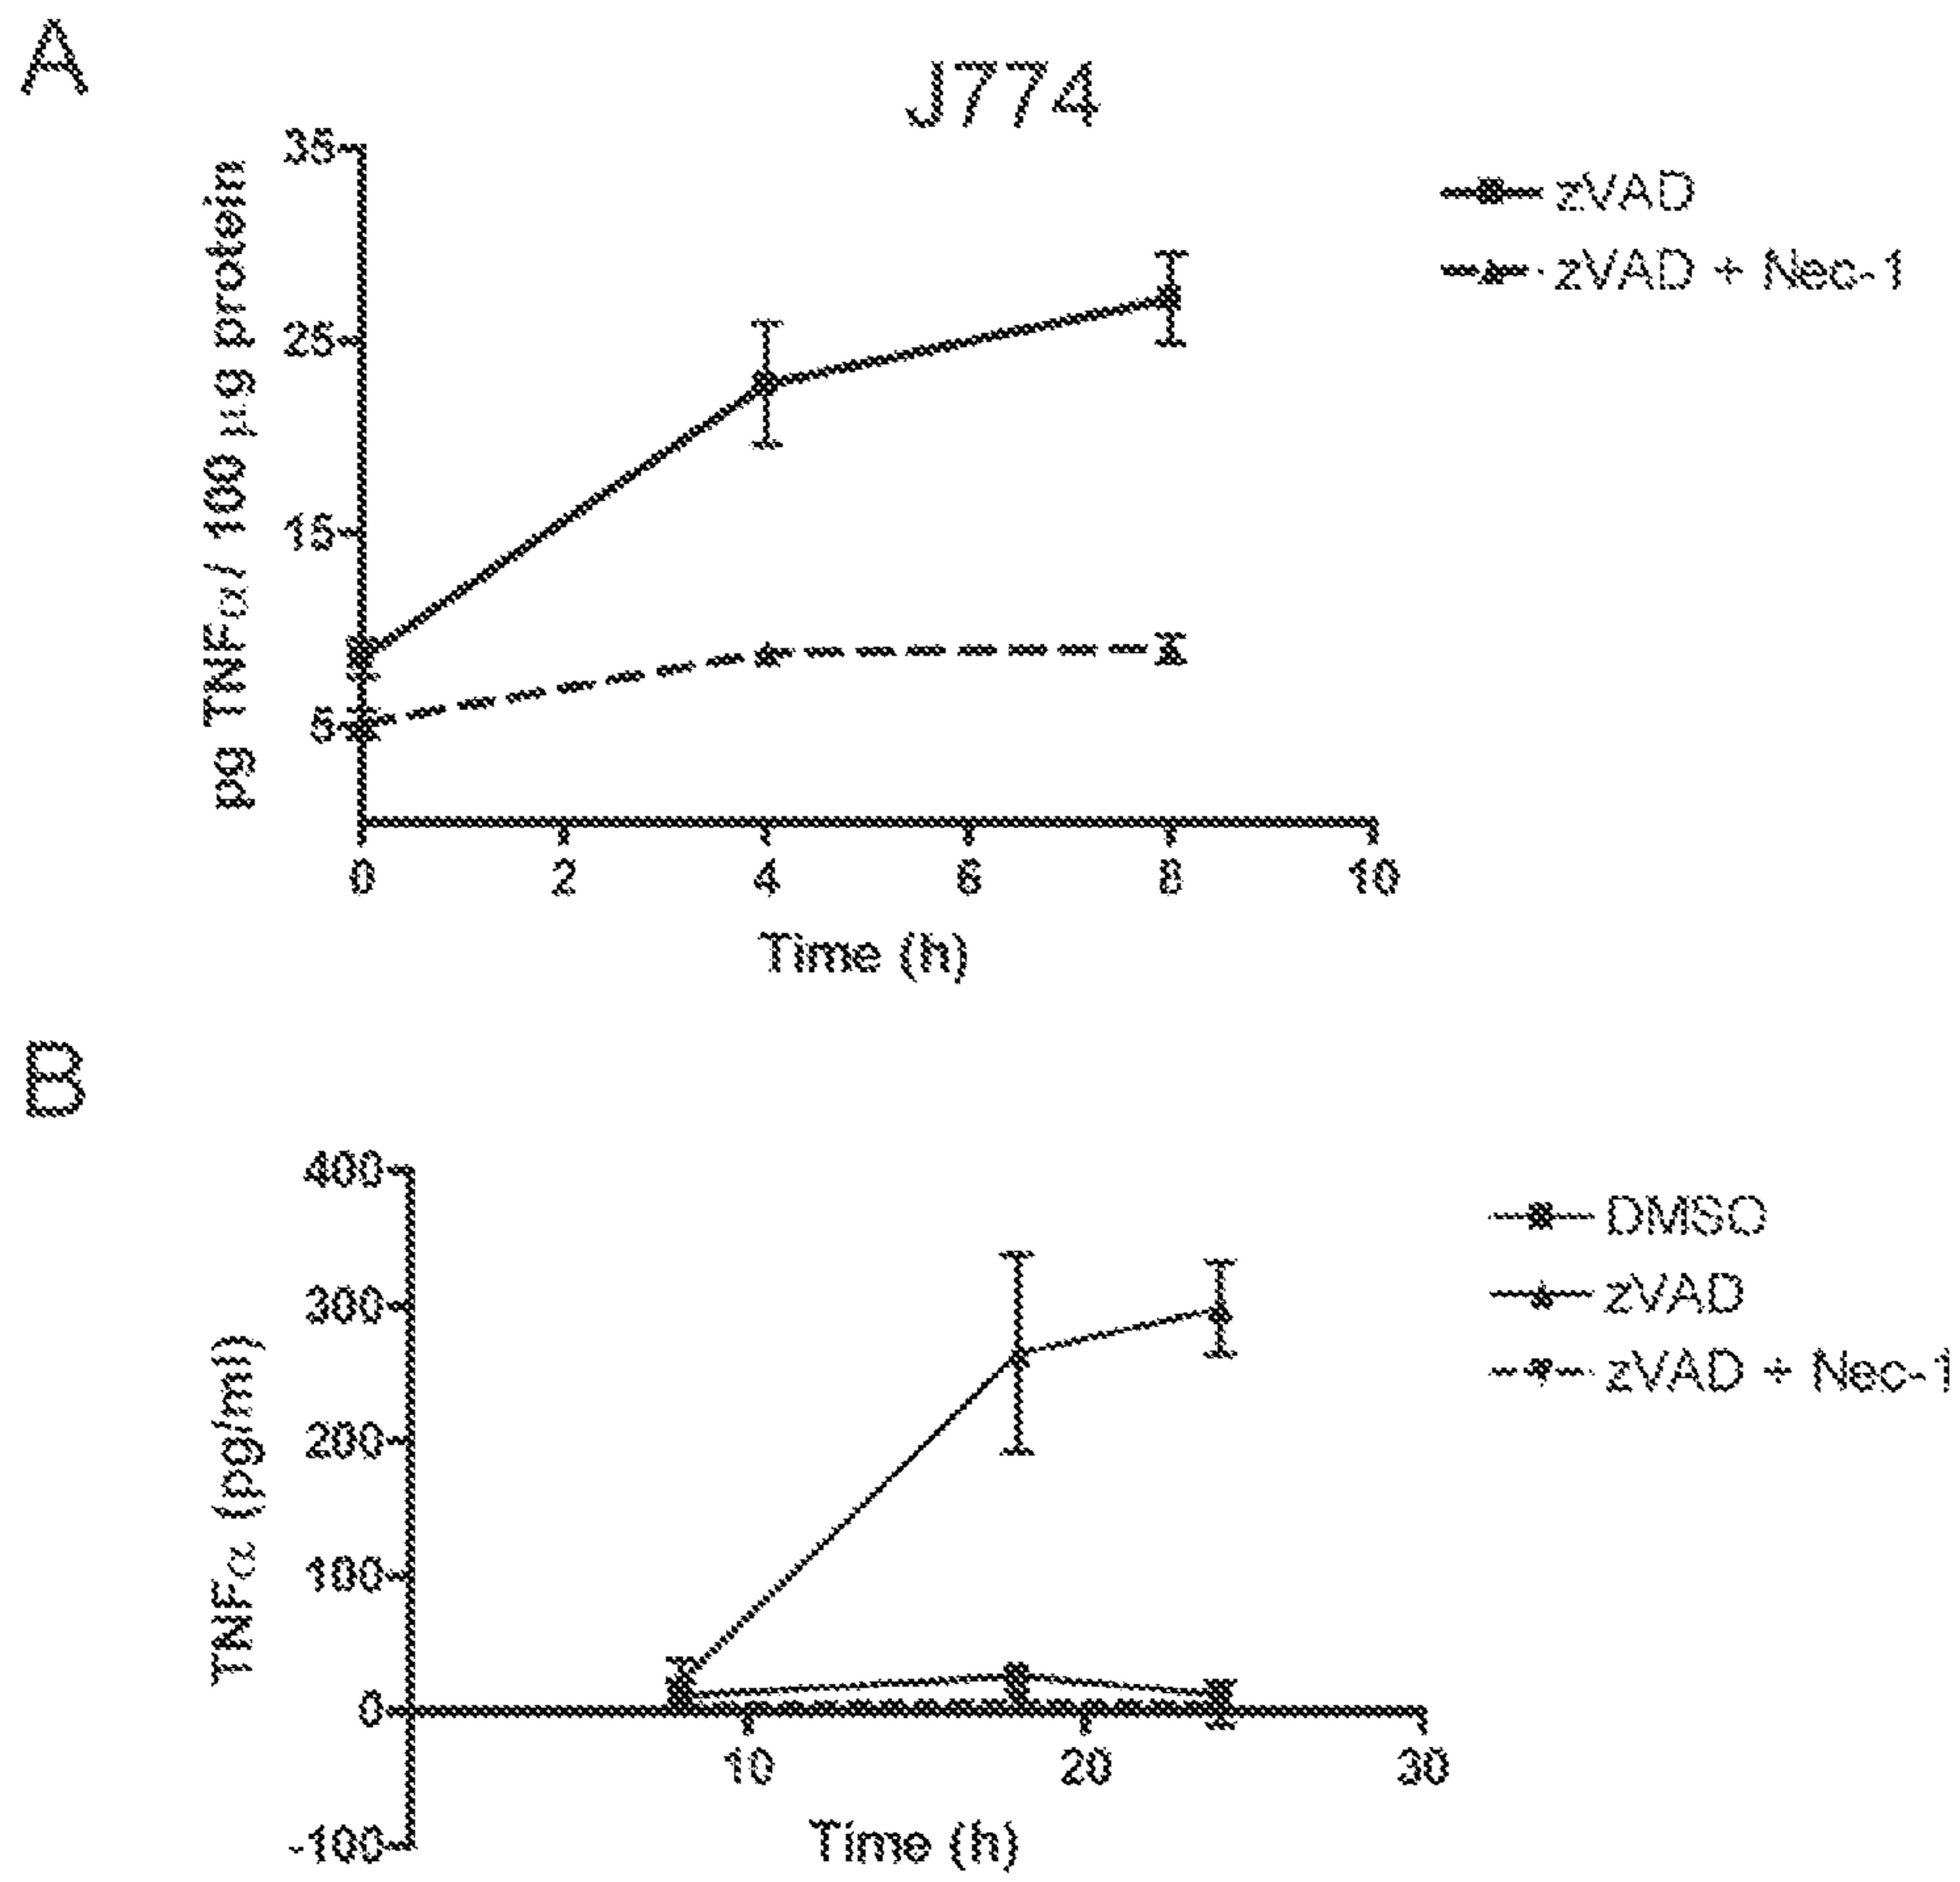 A
J774
35
25
15
5
pg TNFα/ 100 µg protein
zVAD
zVAD + Nec-1
0 2 4 6 8 10
Time (h)
B
400
300
200
100
0
-100
TNFα (pg/ml)
DMSO
zVAD
zVAD + Nec-1
10 20 30
Time (h)